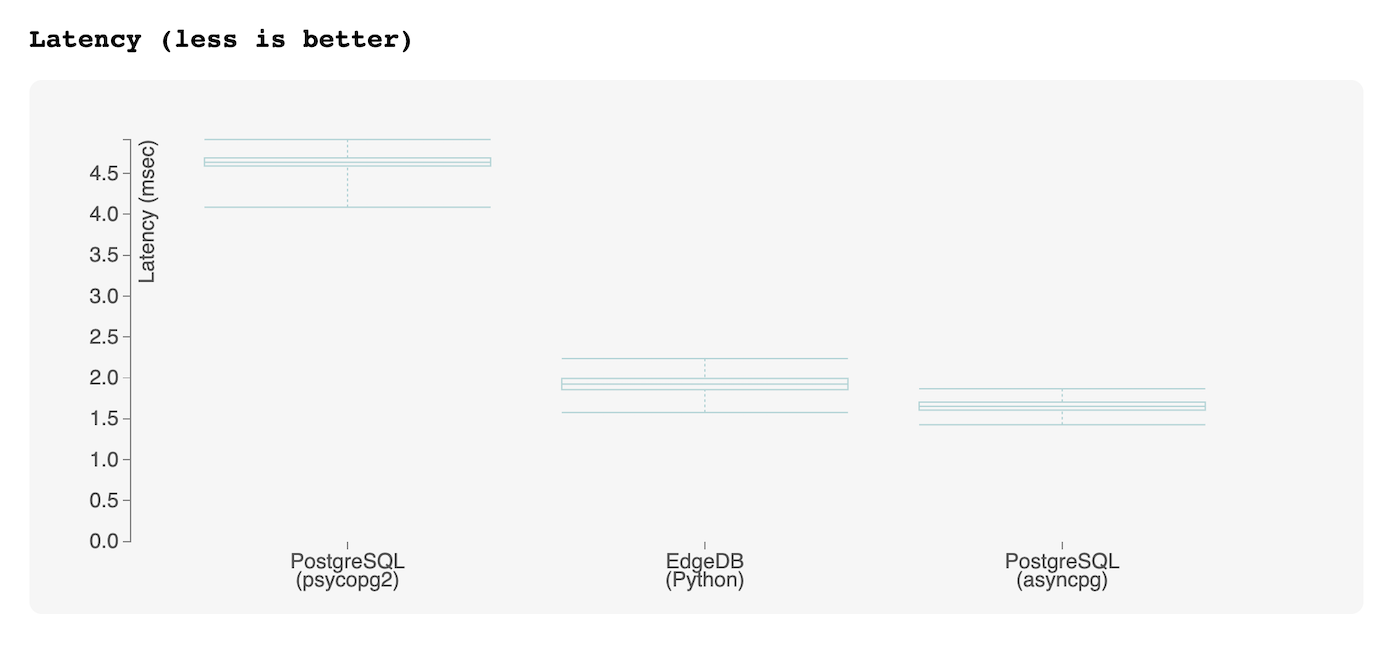 Latency (less is better)
Latency (msec)
4.5
4.0
3.5
3.0
2.5
2.0
1.5
1.0
0.5
0.0
PostgreSQL
(psycopg2)
EdgeDB
(Python)
PostgreSQL
(asyncpg)